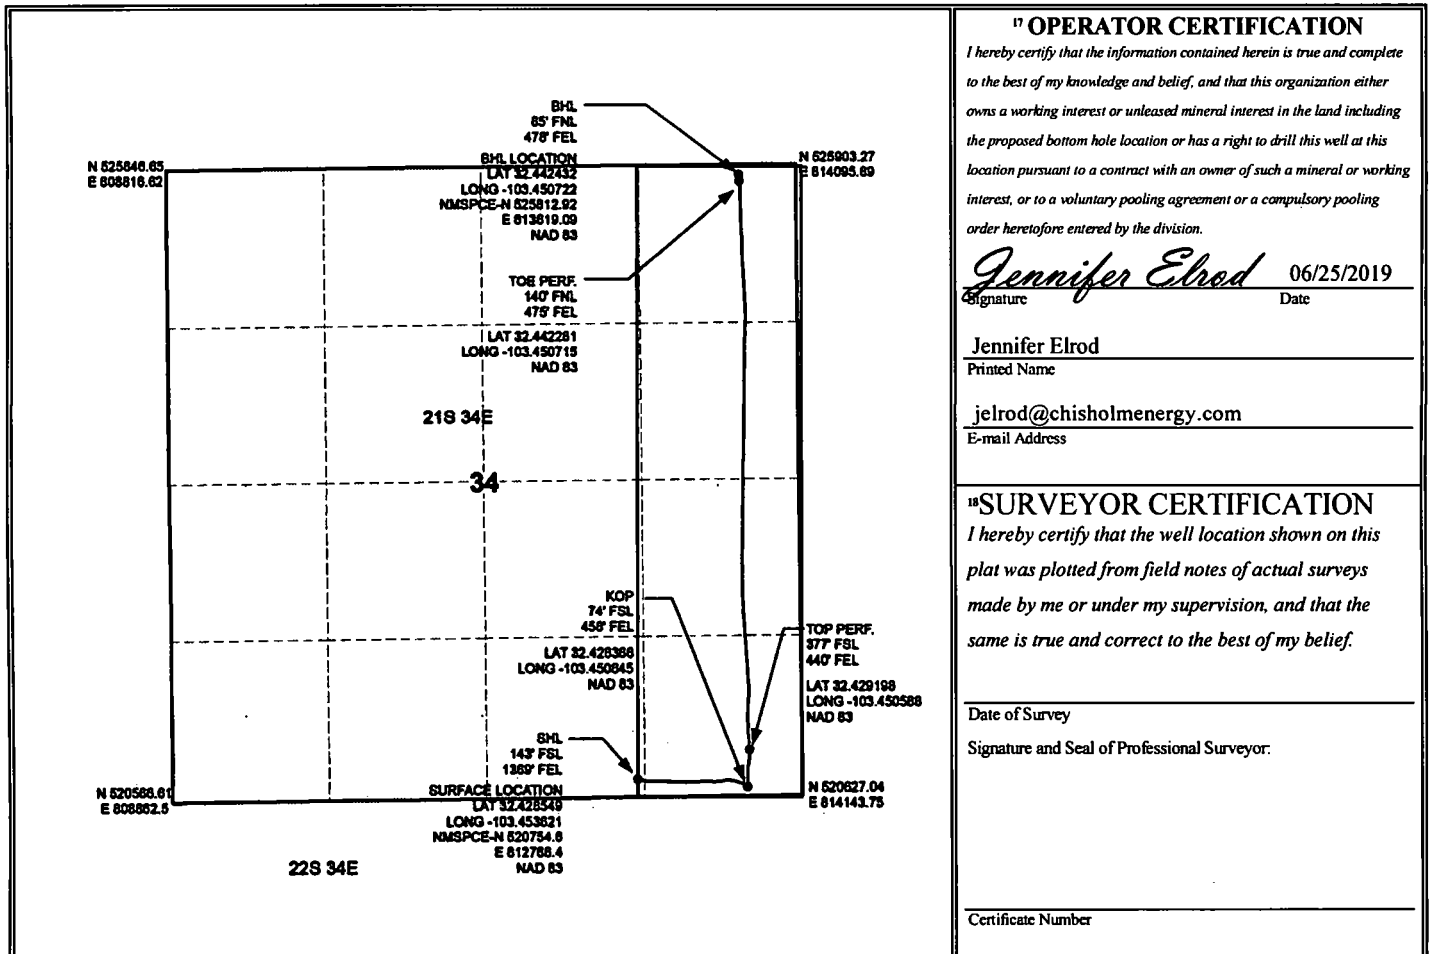 BHL
85' FNL
478' FEL
N 525846.65
E 808816.62
BHL LOCATION
LAT 32.442432
LONG -103.450722
NMSPCE-N 525812.92
E 813619.09
NAD 83
N 525903.27
E 814095.89
TOE PERF.
140' FNL
475' FEL
LAT 32.442281
LONG -103.450715
NAD 83
21S 34E
34
KOP
74' FSL
458' FEL
LAT 32.428366
LONG -103.450645
NAD 83
TOP PERF.
377' FSL
440' FEL
LAT 32.429198
LONG -103.450588
NAD 83
SHL
143' FSL
1369' FEL
N 520566.61
E 808862.5
SURFACE LOCATION
LAT 32.428549
LONG -103.453621
NMSPCE-N 520754.6
E 812768.4
NAD 83
N 520627.04
E 814143.75
22S 34E
17 OPERATOR CERTIFICATION
I hereby certify that the information contained herein is true and complete
to the best of my knowledge and belief, and that this organization either
owns a working interest or unleased mineral interest in the land including
the proposed bottom hole location or has a right to drill this well at this
location pursuant to a contract with an owner of such a mineral or working
interest, or to a voluntary pooling agreement or a compulsory pooling
order heretofore entered by the division.
Jennifer Elrod 06/25/2019
Signature Date
Jennifer Elrod
Printed Name
jelrod@chisholmenergy.com
E-mail Address
18 SURVEYOR CERTIFICATION
I hereby certify that the well location shown on this
plat was plotted from field notes of actual surveys
made by me or under my supervision, and that the
same is true and correct to the best of my belief.
Date of Survey
Signature and Seal of Professional Surveyor:
Certificate Number